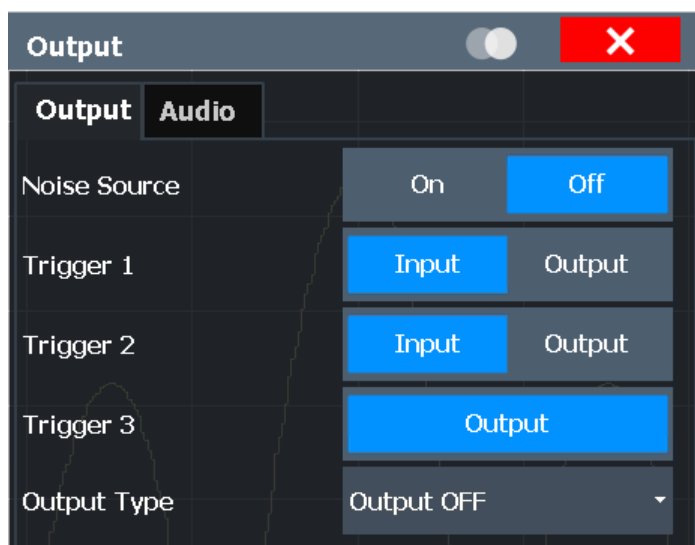 Output
Output Audio
Noise Source On Off
Trigger 1 Input Output
Trigger 2 Input Output
Trigger 3 Output
Output Type Output OFF